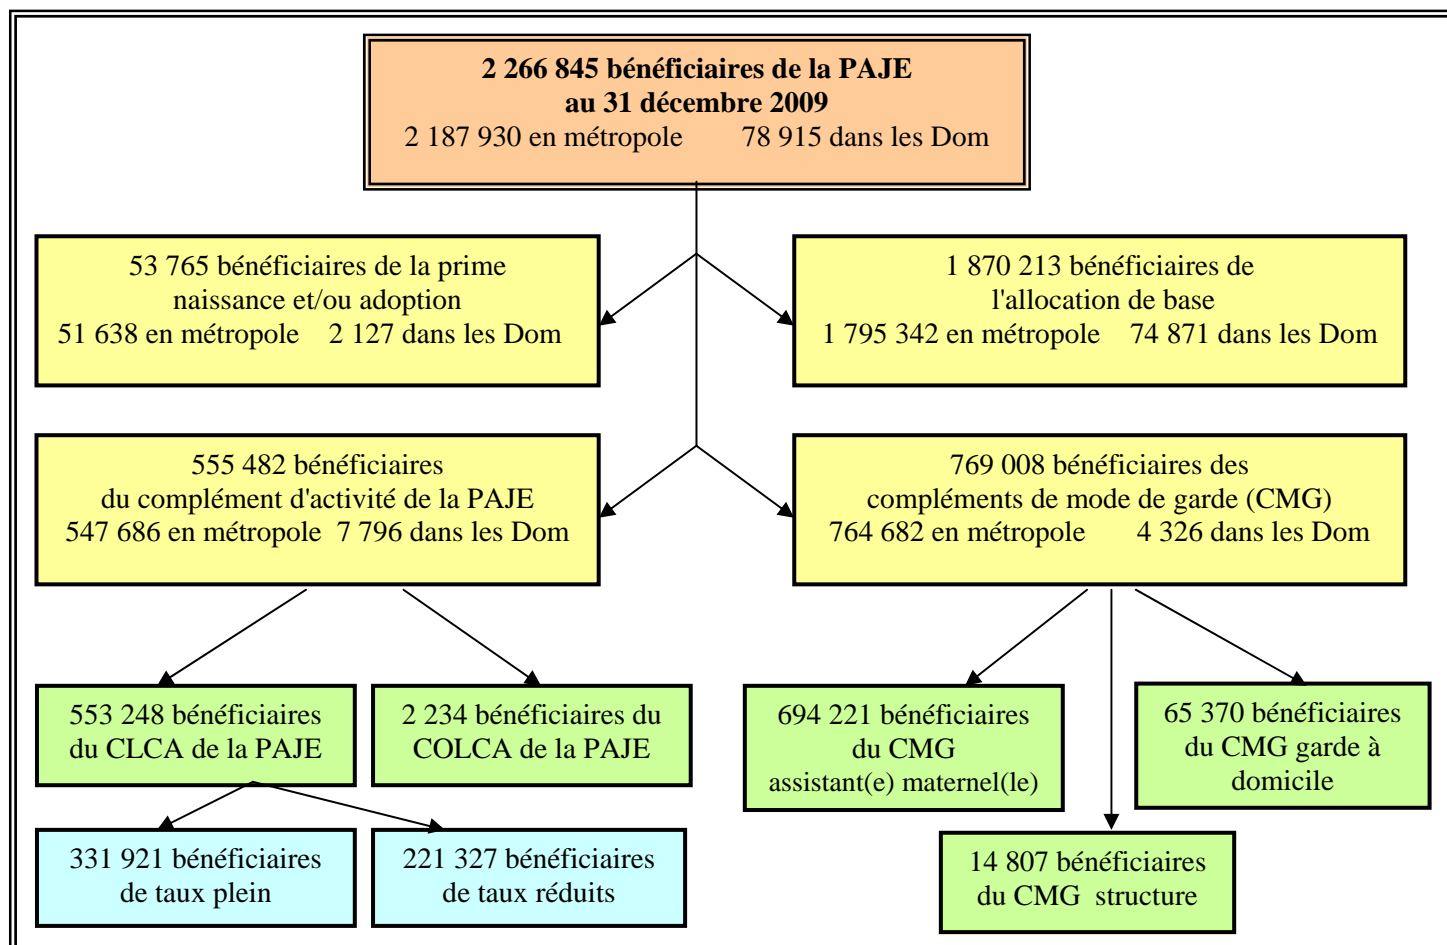 2 266 845 bénéficiaires de la PAJE
au 31 décembre 2009
2 187 930 en métropole 78 915 dans les Dom
53 765 bénéficiaires de la prime
naissance et/ou adoption
51 638 en métropole 2 127 dans les Dom
1 870 213 bénéficiaires de
l'allocation de base
1 795 342 en métropole 74 871 dans les Dom
555 482 bénéficiaires
du complément d'activité de la PAJE
547 686 en métropole 7 796 dans les Dom
769 008 bénéficiaires des
compléments de mode de garde (CMG)
764 682 en métropole 4 326 dans les Dom
553 248 bénéficiaires
du CLCA de la PAJE
2 234 bénéficiaires du
COLCA de la PAJE
694 221 bénéficiaires
du CMG
assistant(e) maternel(le)
65 370 bénéficiaires
du CMG garde à
domicile
331 921 bénéficiaires
de taux plein
221 327 bénéficiaires
de taux réduits
14 807 bénéficiaires
du CMG structure